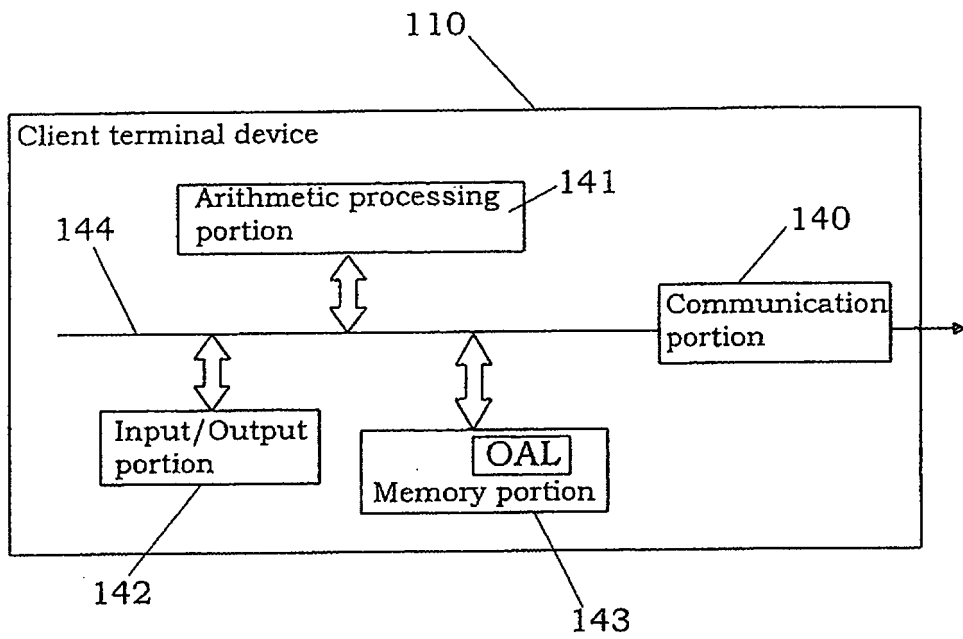 110
Client terminal device
Arithmetic processing
portion
141
144
140
Communication
portion
Input/Output
portion
OAL
Memory portion
142
143